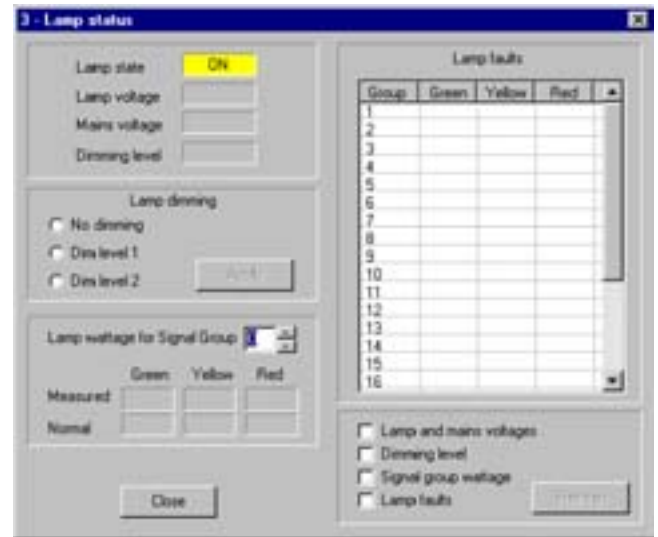 3 - Lamp status
Lamp state ON
Lamp voltage
Mains voltage
Dimming level
Lamp dimming
No dimming
Dim level 1
Dim level 2
Lamp wattage for Signal Group
Green Yellow Red
Measured
Normal
Close
Lamp faults
Group Green Yellow Red
1
2
3
4
5
6
7
8
9
10
11
12
13
14
15
16
Lamp and mains voltages
Dimming level
Signal group wattage
Lamp faults